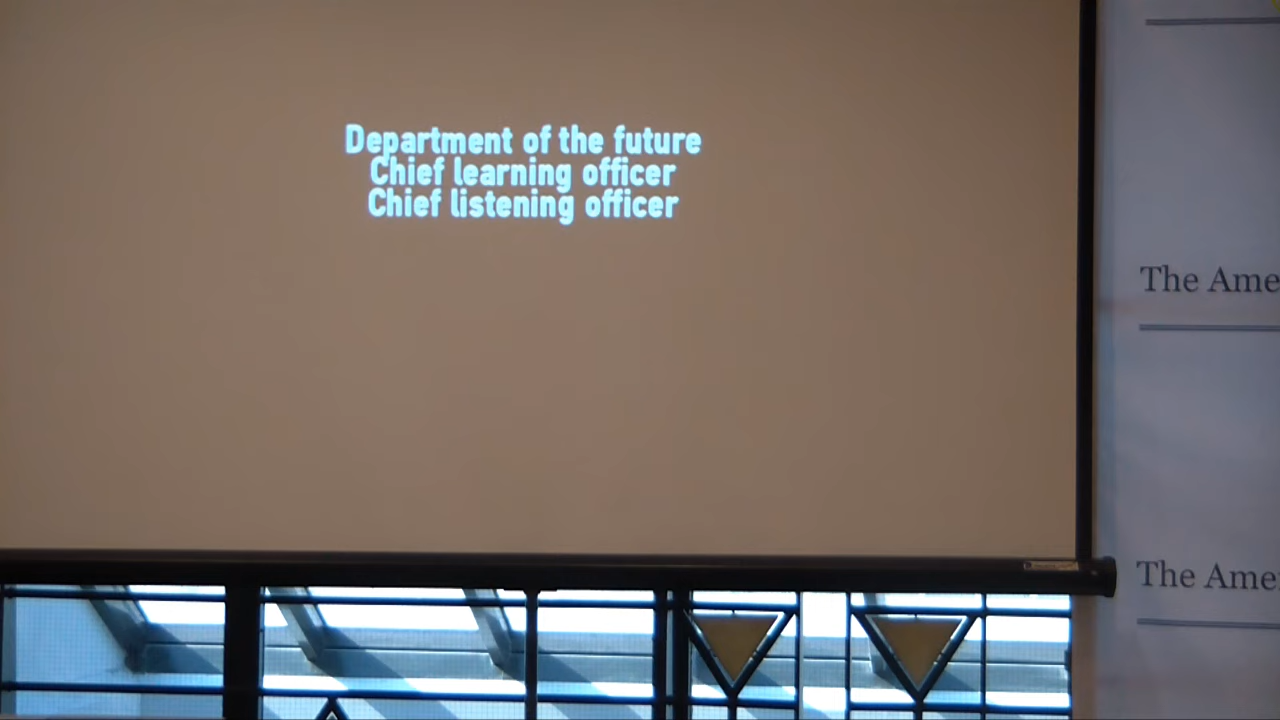 Department of the future
Chief learning officer
Chief listening officer
The Ame
The Ame